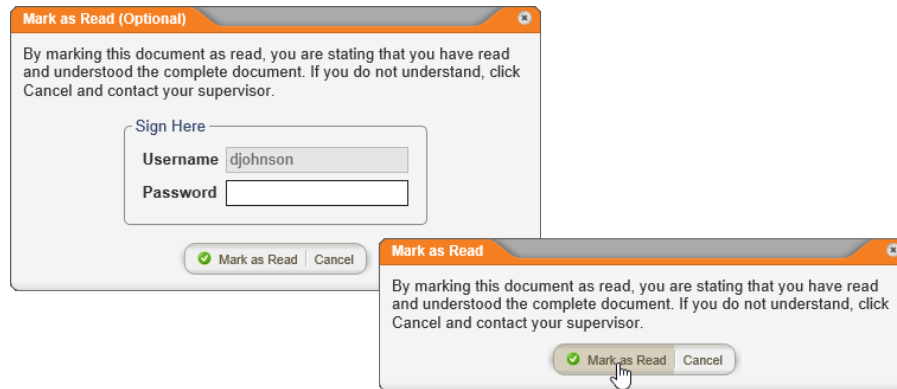 Mark as Read (Optional)
By marking this document as read, you are stating that you have read
and understood the complete document. If you do not understand, click
Cancel and contact your supervisor.
Sign Here
Username djohnson
Password
Mark as Read Cancel
Mark as Read
By marking this document as read, you are stating that you have read
and understood the complete document. If you do not understand, click
Cancel and contact your supervisor.
Mark as Read Cancel